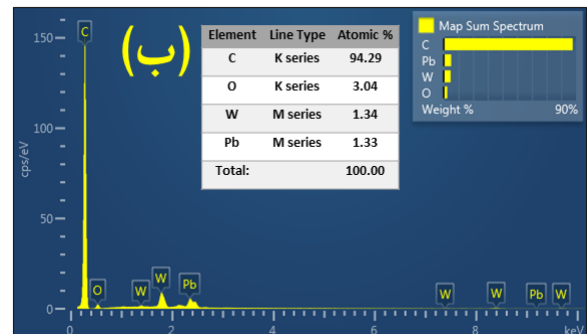 (ب)
Element Line Type Atomic %
C K series 94.29
O K series 3.04
W M series 1.34
Pb M series 1.33
Total: 100.00
Map Sum Spectrum
C
Pb
W
O
Weight % 90%
cps/eV
150
100
50
0
C
O
W
W
Pb
W
W
Pb
W
0 2 4 6 8 keV